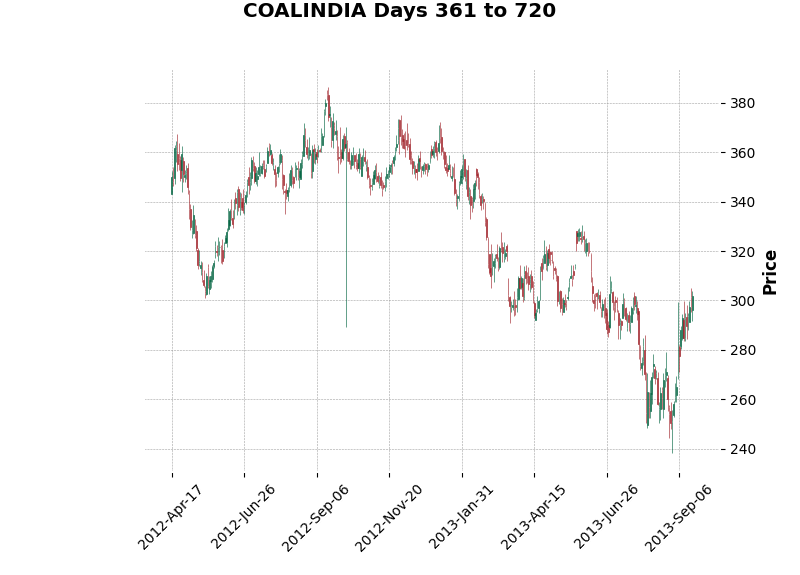 COALINDIA Days 361 to 720
380
360
340
320
300
280
260
240
Price
2012-Apr-17
2012-Jun-26
2012-Sep-06
2012-Nov-20
2013-Jan-31
2013-Apr-15
2013-Jun-26
2013-Sep-06